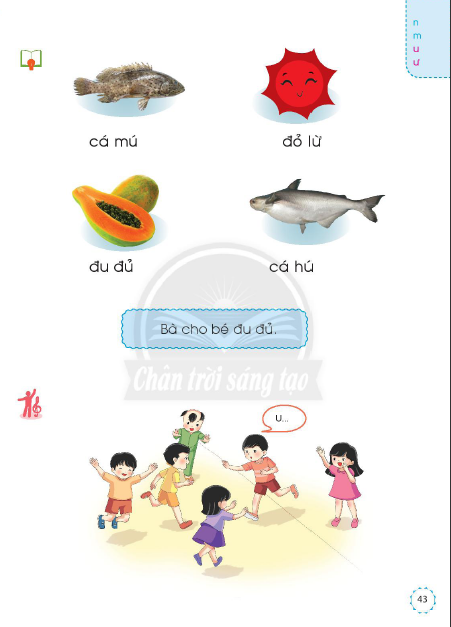 n
m
u
ư
cá mú
đỏ lừ
đu đủ
cá hú
Bà cho bé đu đủ.
Chân trời sáng tạo
U...
43